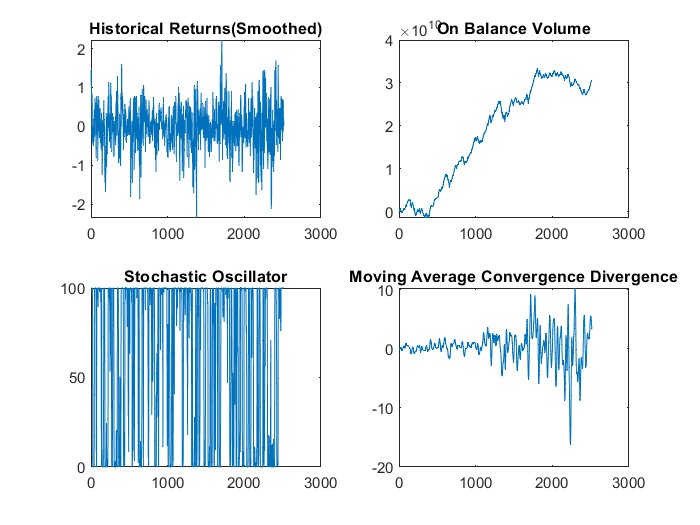 Historical Returns(Smoothed)
2
1
0
-1
-2
0 1000 2000 3000
×10^10 On Balance Volume
4
3
2
1
0
0 1000 2000 3000
Stochastic Oscillator
100
50
0
0 1000 2000 3000
Moving Average Convergence Divergence
10
0
-10
-20
0 1000 2000 3000